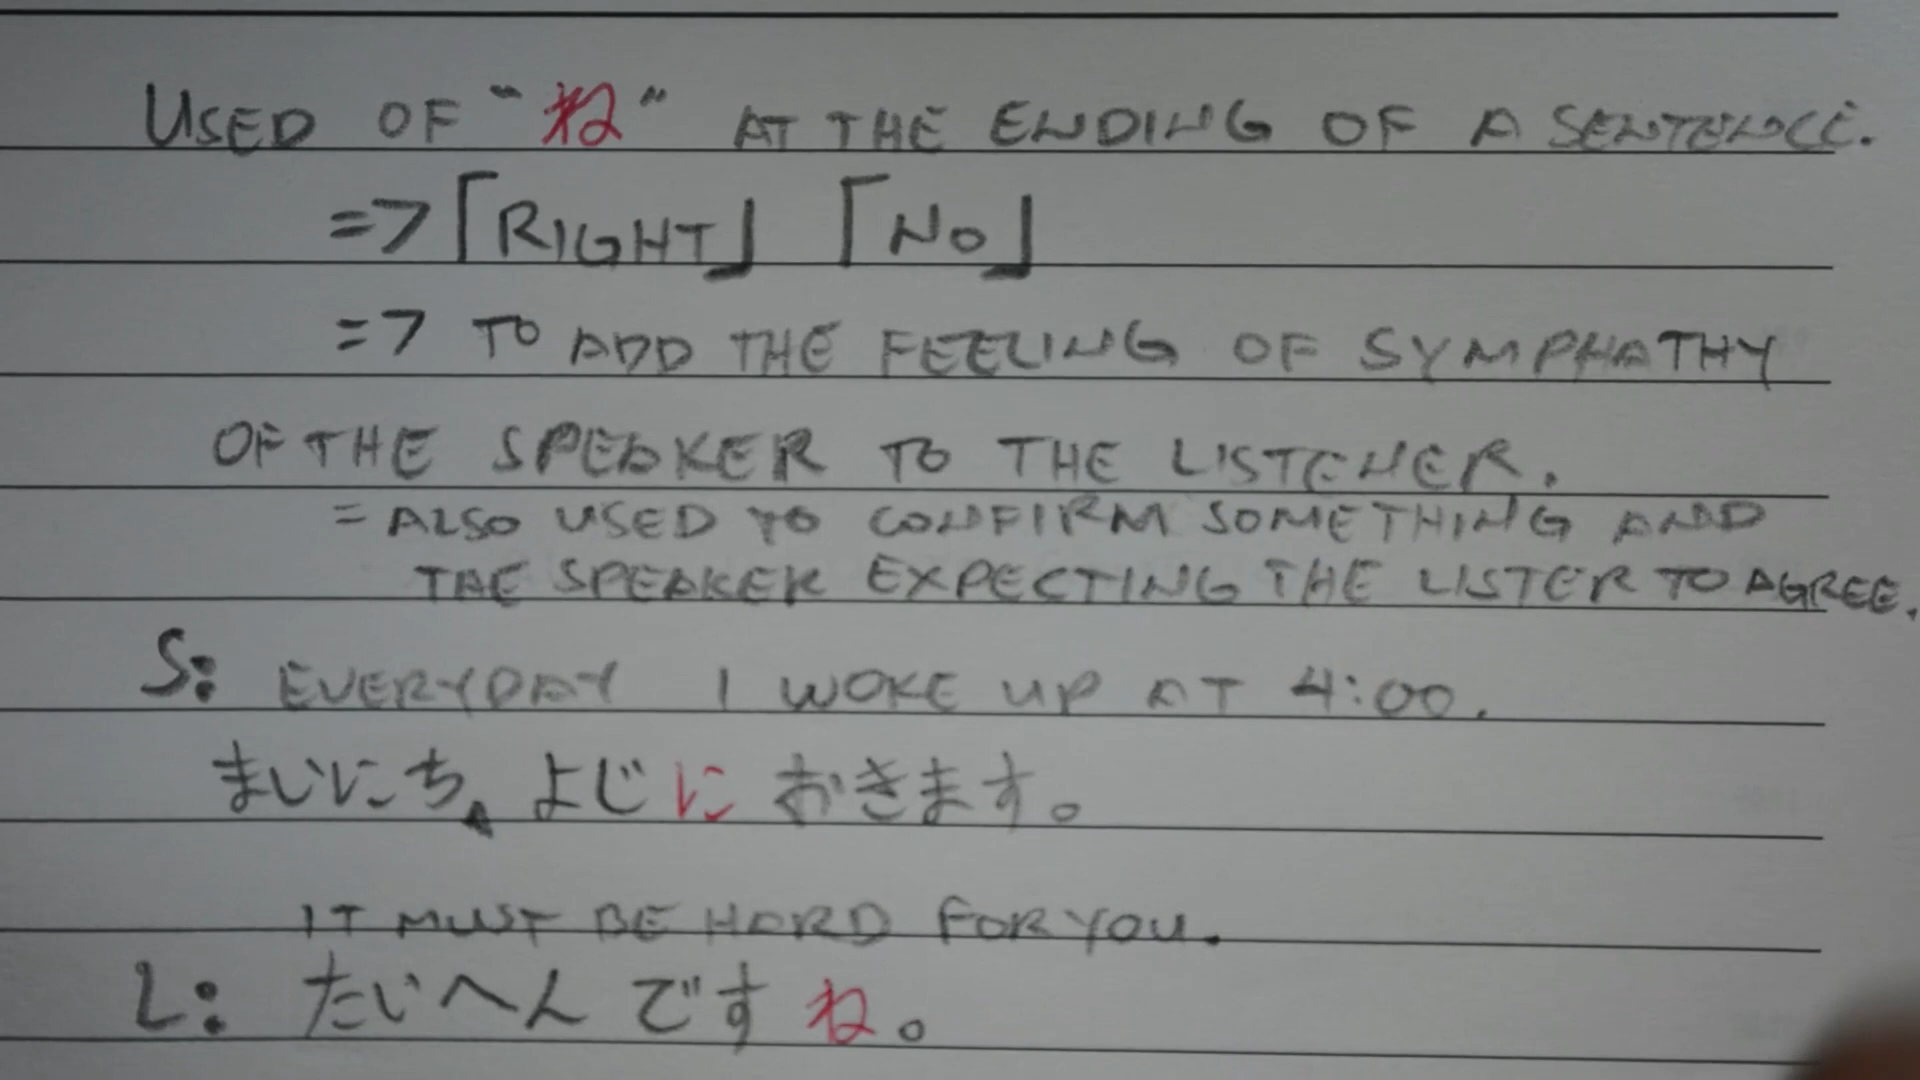 USED OF "ね" AT THE ENDING OF A SENTENCE.
=>「RIGHT」「NO」
=> TO ADD THE FEELING OF SYMPHATHY
OF THE SPEAKER TO THE LISTENER.
= ALSO USED TO CONFIRM SOMETHING AND
THE SPEAKER EXPECTING THE LISTER TO AGREE.
S: EVERYDAY I WOKE UP AT 4:00.
まいにち、よじにおきます。
IT MUST BE HARD FOR YOU.
L: たいへんですね。